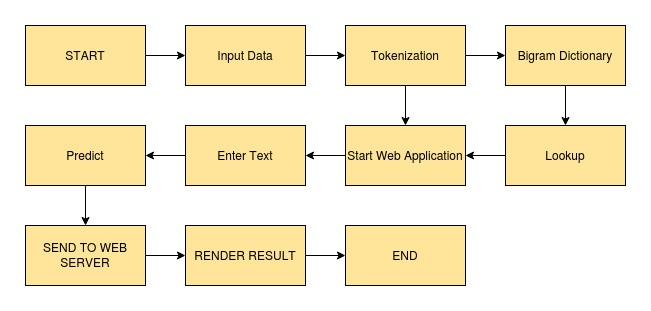 START
Input Data
Tokenization
Bigram Dictionary
Predict
Enter Text
Start Web Application
Lookup
SEND TO WEB
SERVER
RENDER RESULT
END